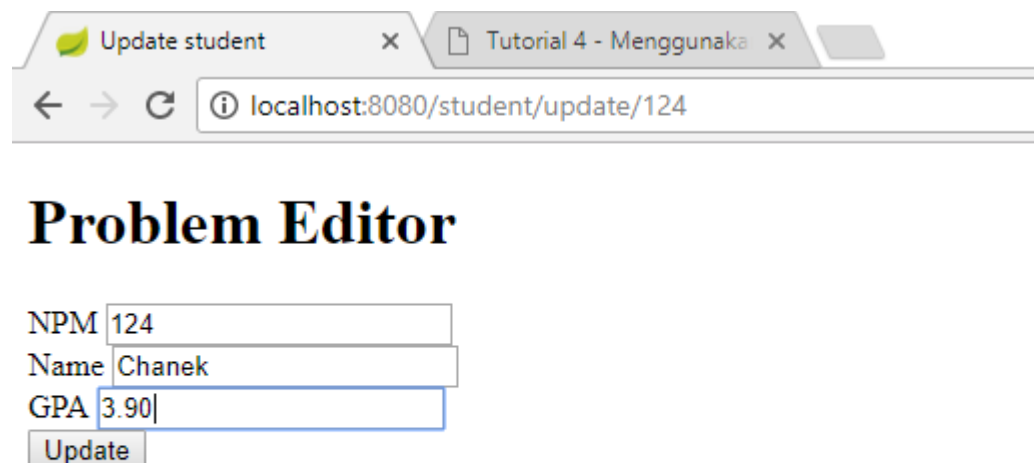 Update student
Tutorial 4 - Menggunaka
localhost:8080/student/update/124
Problem Editor
NPM 124
Name Chanek
GPA 3.90
Update